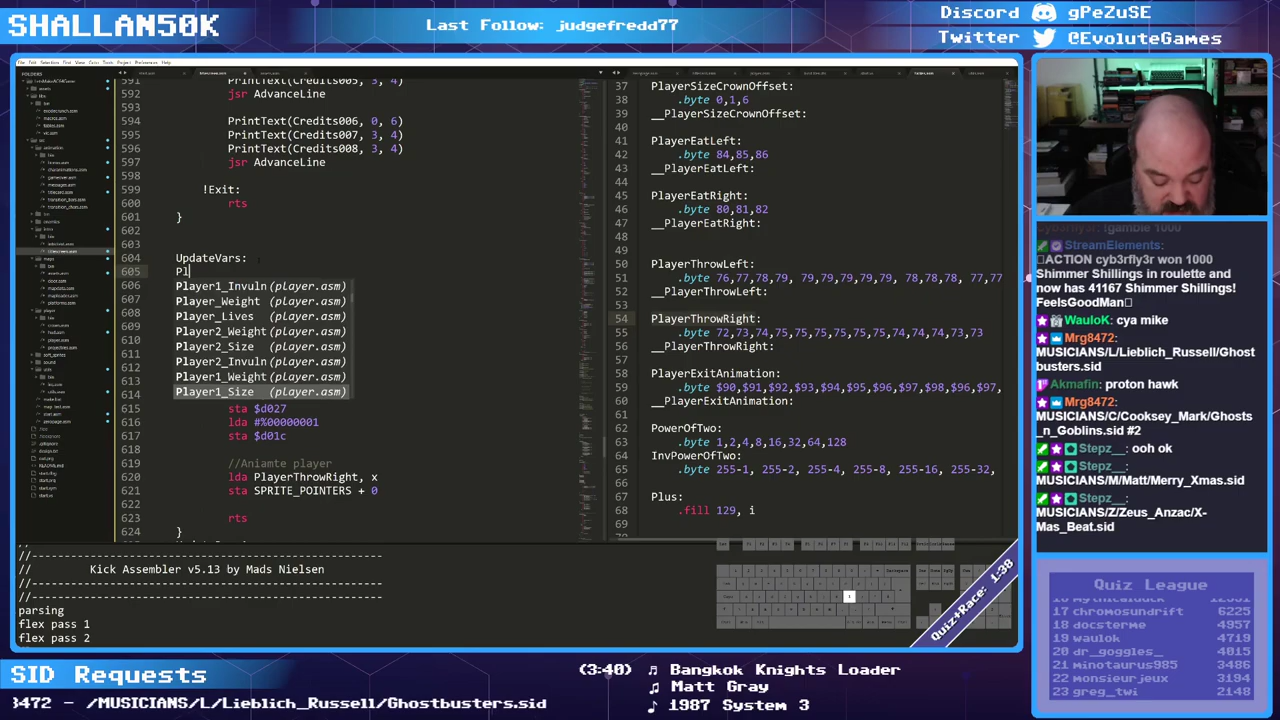 SHALLAN50K
Last Follow: judgefredd77
Discord gPeZuSE
Twitter @EvoluteGames
FOLDERS
591 PrintText(Credits005, 3, 4)
592 jsr AdvanceLine
593
594 PrintText(Credits006, 0, 6)
595 PrintText(Credits007, 3, 4)
596 PrintText(Credits008, 3, 4)
597 jsr AdvanceLine
598
599 !Exit:
600 rts
601 }
602
603
604 UpdateVars:
605 Pl
606 Player1_Invuln (player.asm)
607 Player_Weight (player.asm)
608 Player_Lives (player.asm)
609 Player2_Weight (player.asm)
610 Player2_Size (player.asm)
611 Player2_Invuln (player.asm)
612 Player1_Weight (player.asm)
613 Player1_Size (player.asm)
614
615 sta $d027
616 lda #%00000001
617 sta $d01c
618
619 //Aniamte player
620 lda PlayerThrowRight, x
621 sta SPRITE_POINTERS + 0
622
623 rts
624 }
37 PlayerSizeCrownOffset:
38 .byte 0,1,6
39 __PlayerSizeCrownOffset:
40
41 PlayerEatLeft:
42 .byte 84,85,86
43 __PlayerEatLeft:
44
45 PlayerEatRight:
46 .byte 80,81,82
47 __PlayerEatRight:
48
49
50 PlayerThrowLeft:
51 .byte 76,77,78,79, 79,79,79,79,79, 78,78,78, 77,77
52 __PlayerThrowLeft:
53
54 PlayerThrowRight:
55 .byte 72,73,74,75,75,75,75,75,75,74,74,74,73,73
56 __PlayerThrowRight:
57
58 PlayerExitAnimation:
59 .byte $90,$91,$92,$93,$94,$95,$96,$97,$96,$97,
60 __PlayerExitAnimation:
61
62 PowerOfTwo:
63 .byte 1,2,4,8,16,32,64,128
64 InvPowerOfTwo:
65 .byte 255-1, 255-2, 255-4, 255-8, 255-16, 255-32,
66
67 Plus:
68 .fill 129, i
69
//------------------------------------------------------
// Kick Assembler v5.13 by Mads Nielsen
//------------------------------------------------------
parsing
flex pass 1
flex pass 2
Quiz+Race: 1:38
Cyb3rfly3r: !gamble 1000
StreamElements:
ACTION cyb3rfly3r won 1000
Shimmer Shillings in roulette and
now has 41167 Shimmer Shillings!
FeelsGoodMan
WauloK: cya mike
Mrg8472:
MUSICIANS/L/Lieblich_Russell/Ghost
busters.sid
Akmafin: proton hawk
Mrg8472:
MUSICIANS/C/Cooksey_Mark/Ghosts
_n_Goblins.sid #2
Stepz__: ooh ok
Stepz__:
MUSICIANS/M/Matt/Merry_Xmas.sid
Stepz__:
MUSICIANS/Z/Zeus_Anzac/X-
Mas_Beat.sid
Quiz League
17 chromosundrift 6225
18 docsterme 4957
19 waulok 4719
20 dr_goggles_ 4015
21 minotaurus985 3486
22 monsieurjeux 3194
23 greg_twi 2148
SID Requests
3472 - /MUSICIANS/L/Lieblich_Russell/Ghostbusters.sid
(3:40) Bangkok Knights Loader
Matt Gray
1987 System 3